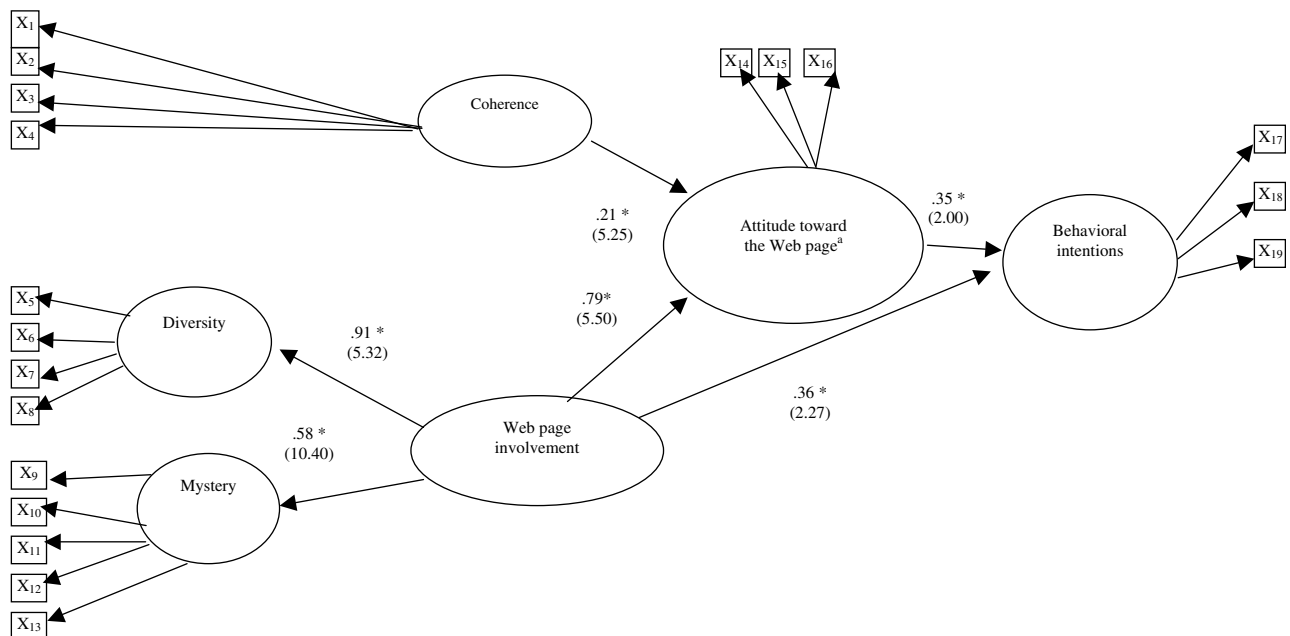 X1
X2
X3
X4
Coherence
X14
X15
X16
X17
X18
X19
.21 *
(5.25)
Attitude toward
the Web pageᵃ
.35 *
(2.00)
Behavioral
intentions
X5
X6
X7
X8
Diversity
.91 *
(5.32)
.79*
(5.50)
.36 *
(2.27)
Web page
involvement
.58 *
(10.40)
X9
X10
X11
X12
X13
Mystery